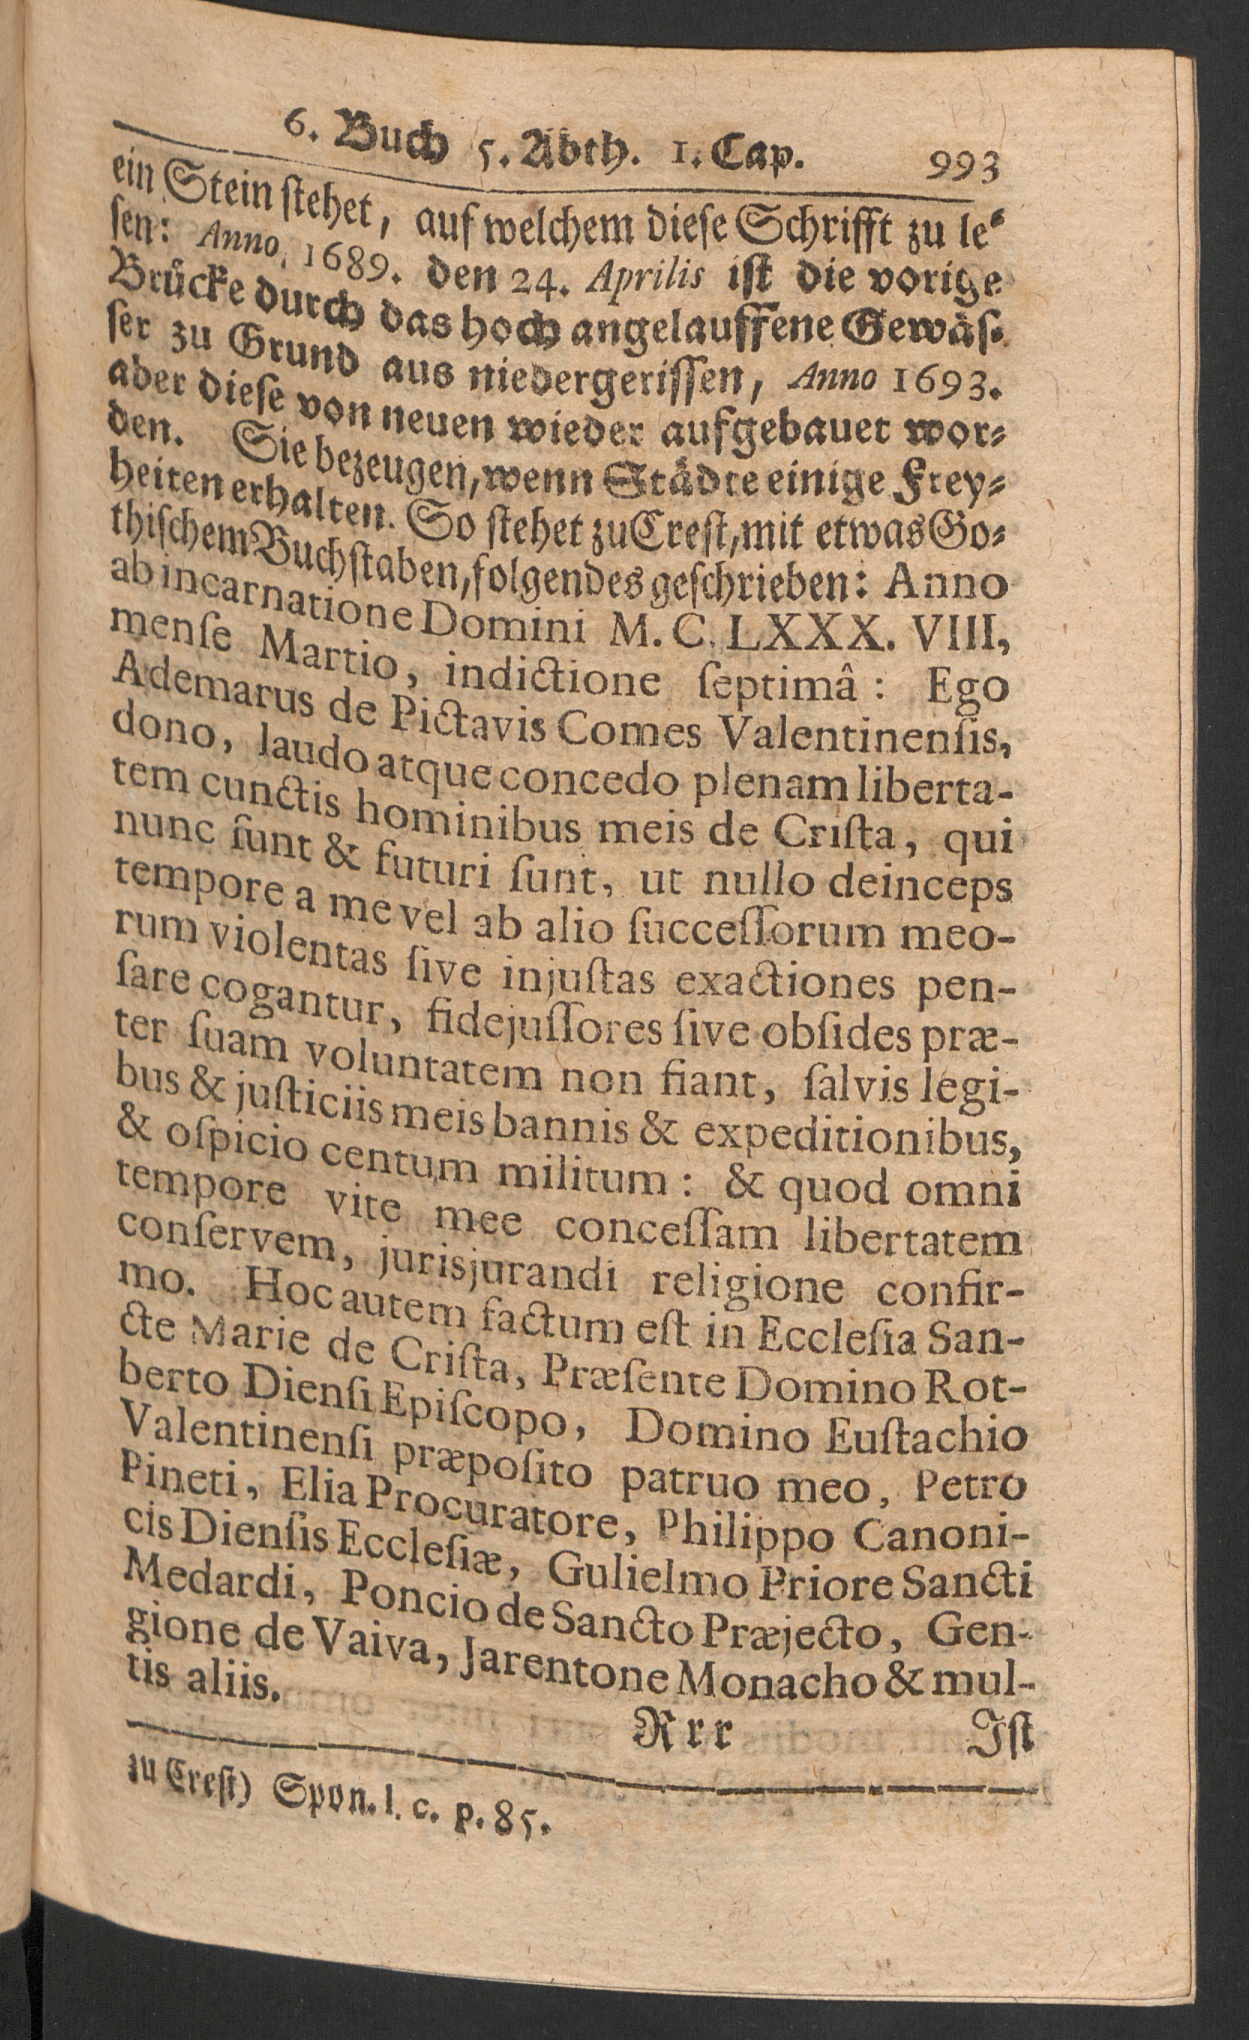 6. Buch 5. Abth. 1. Cap. 993
ein Stein stehet, auf welchem diese Schrifft zu le-
sen: Anno, 1689. den 24. Aprilis ist die vorige
Brücke durch das hoch angelauffene Gewäs-
ser zu Grund aus niedergerissen, Anno 1693.
aber diese von neuen wieder aufgebauet wor-
den. Sie bezeugen, wenn Städte einige Frey-
heiten erhalten. So stehet zu Crest, mit etwas Go-
thischem Buchstaben, folgendes geschrieben: Anno
ab incarnatione Domini M. C. LXXX. VIII,
menſe Martio, indictione ſeptimâ: Ego
Ademarus de Pictavis Comes Valentinenſis,
dono, laudo atque concedo plenam liberta-
tem cunctis hominibus meis de Criſta, qui
nunc ſunt & futuri ſunt, ut nullo deinceps
tempore a me vel ab alio ſucceſſorum meo-
rum violentas ſive injuſtas exactiones pen-
ſare cogantur, fidejuſſores ſive obſides præ-
ter ſuam voluntatem non fiant, ſalvis legi-
bus & juſticiis meis bannis & expeditionibus,
& oſpicio centum militum: & quod omni
tempore vite mee conceſſam libertatem
conſervem, jurisjurandi religione confir-
mo. Hoc autem factum eſt in Eccleſia San-
cte Marie de Criſta, Præſente Domino Rot-
berto Dienſi Epiſcopo, Domino Euſtachio
Valentinenſi præpoſito patruo meo, Petro
Pineti, Elia Procuratore, Philippo Canoni-
cis Dienſis Eccleſiæ, Gulielmo Priore Sancti
Medardi, Poncio de Sancto Præjecto, Gen-
gione de Vaiva, Jarentone Monacho & mul-
tis aliis.
Rrr Ist
zu Crest) Spon. l. c. p. 85.